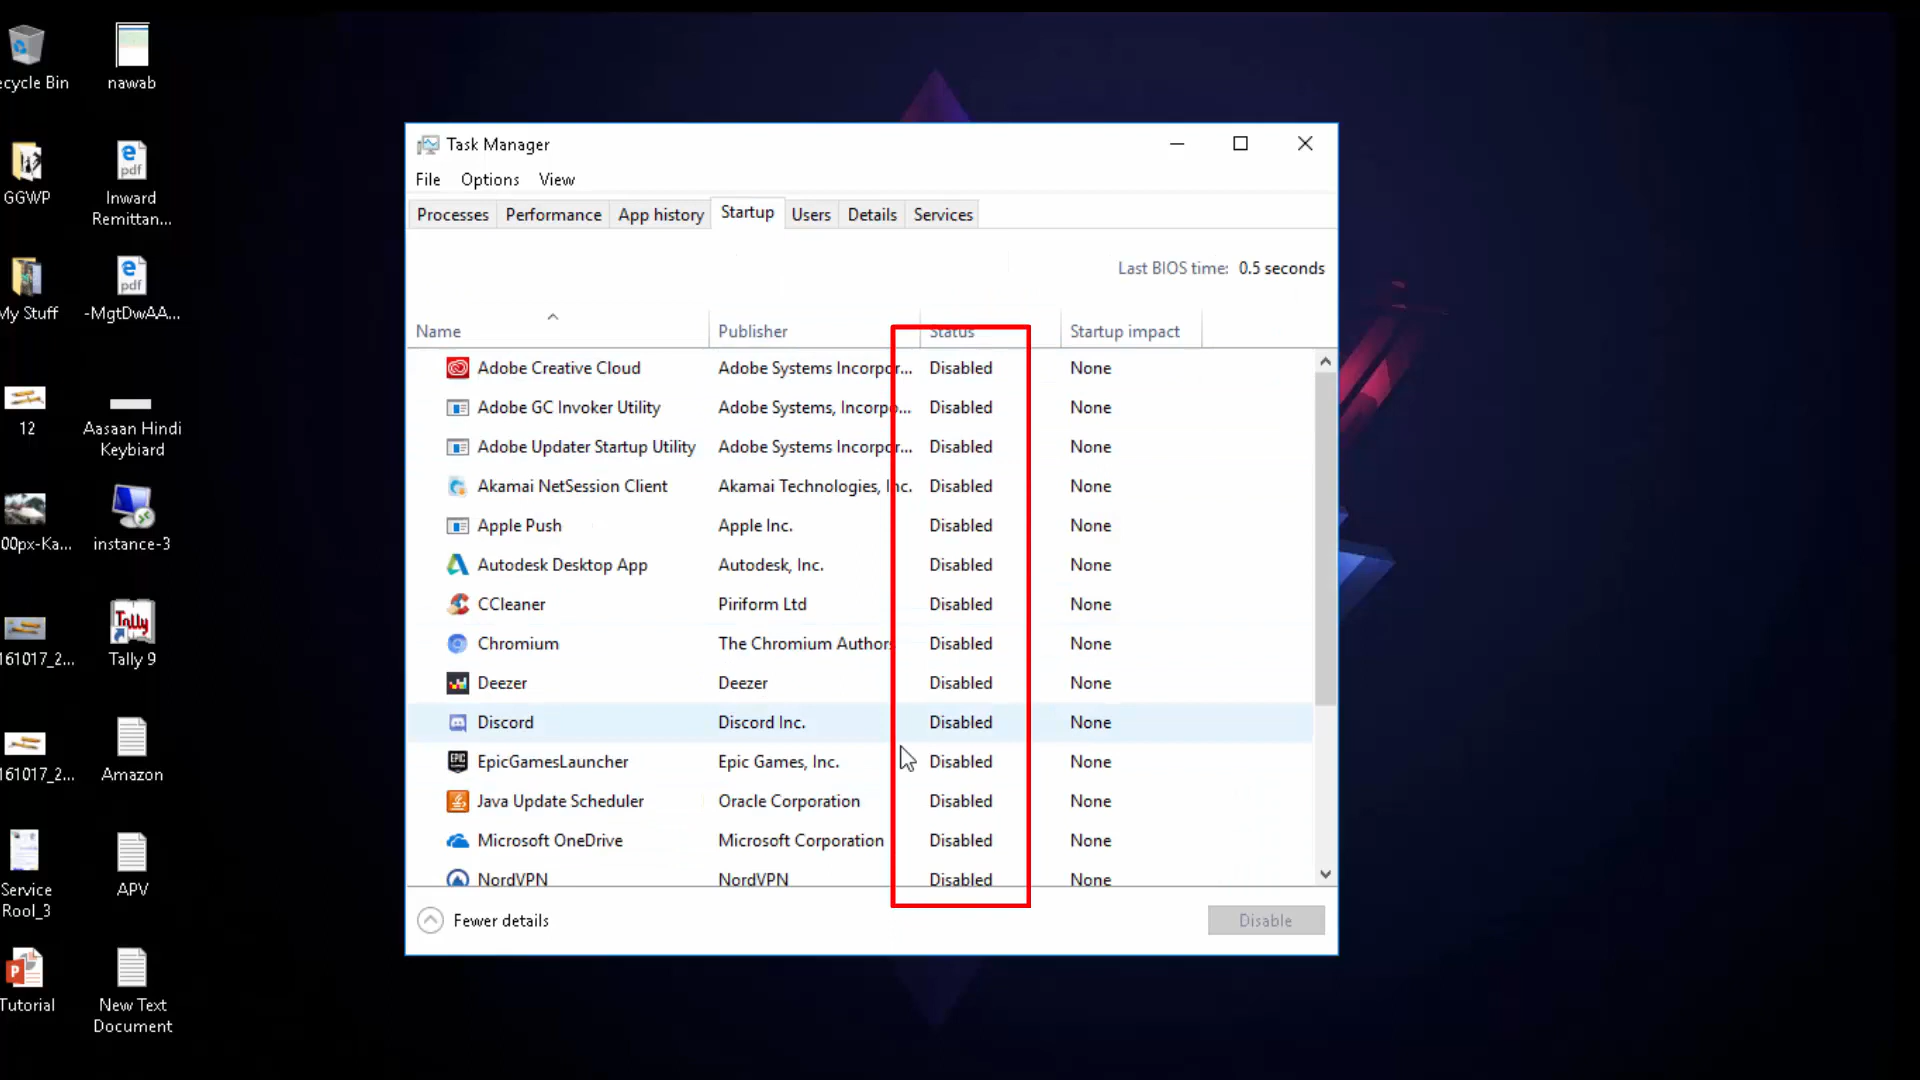 ecycle Bin
nawab
GGWP
Inward
Remittan...
My Stuff
-MgtDwAA...
12
Aasaan Hindi
Keybiard
00px-Ka...
instance-3
161017_2...
Tally 9
161017_2...
Amazon
Service
Rool_3
APV
Tutorial
New Text
Document
Task Manager
File Options View
Processes Performance App history Startup Users Details Services
Last BIOS time: 0.5 seconds
Name Publisher Status Startup impact
Adobe Creative Cloud Adobe Systems Incorpor... Disabled None
Adobe GC Invoker Utility Adobe Systems, Incorpo... Disabled None
Adobe Updater Startup Utility Adobe Systems Incorpor... Disabled None
Akamai NetSession Client Akamai Technologies, Inc. Disabled None
Apple Push Apple Inc. Disabled None
Autodesk Desktop App Autodesk, Inc. Disabled None
CCleaner Piriform Ltd Disabled None
Chromium The Chromium Authors Disabled None
Deezer Deezer Disabled None
Discord Discord Inc. Disabled None
EpicGamesLauncher Epic Games, Inc. Disabled None
Java Update Scheduler Oracle Corporation Disabled None
Microsoft OneDrive Microsoft Corporation Disabled None
NordVPN NordVPN Disabled None
Fewer details Disable